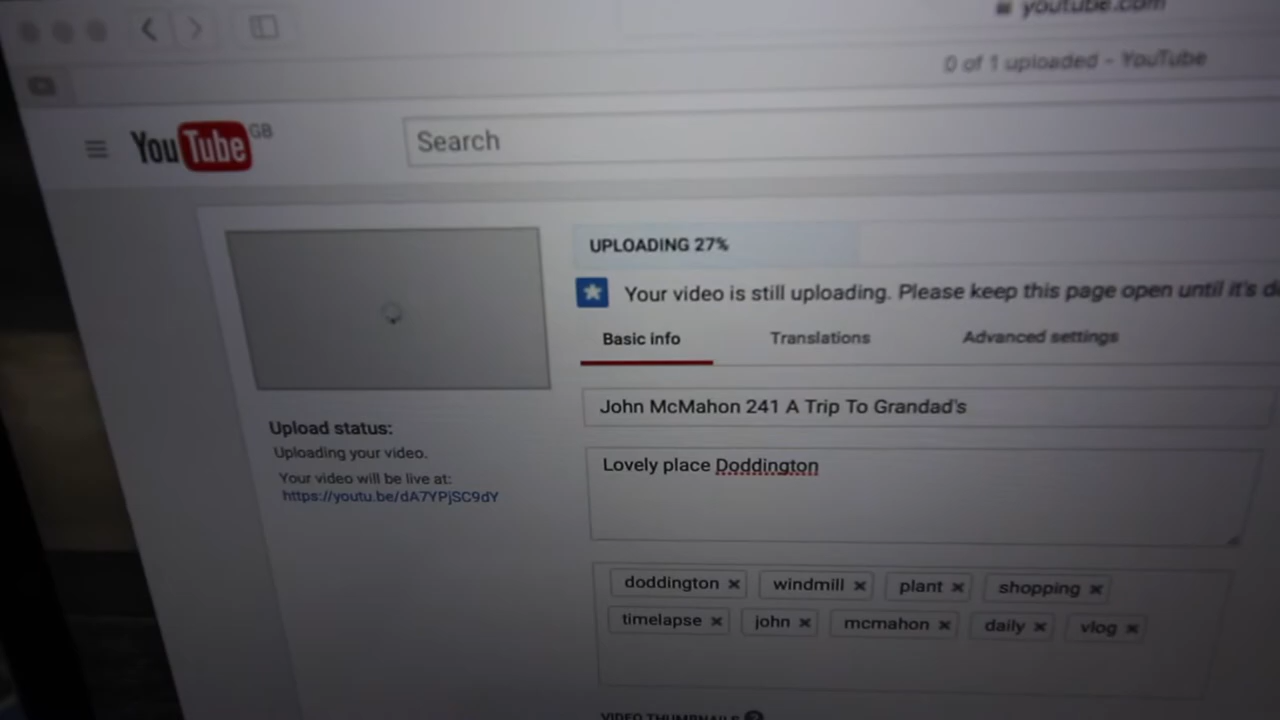 youtube.com
0 of 1 uploaded - YouTube
YouTube GB
Search
UPLOADING 27%
Your video is still uploading. Please keep this page open until it's d
Basic info Translations Advanced settings
John McMahon 241 A Trip To Grandad's
Lovely place Doddington
Upload status:
Uploading your video.
Your video will be live at:
https://youtu.be/dA7YPjSC9dY
doddington × windmill × plant × shopping ×
timelapse × john × mcmahon × daily × vlog ×
VIDEO THUMBNAILS ?